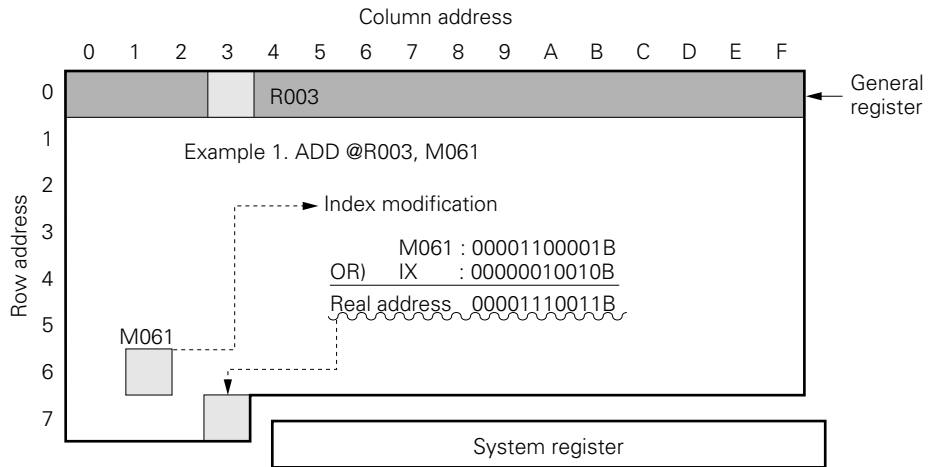 Column address
0 1 2 3 4 5 6 7 8 9 A B C D E F
0
R003
General
register
1
Example 1. ADD @R003, M061
2
Index modification
3
Row address
M061 : 00001100001B
4
OR) IX : 00000010010B
Real address 00001110011B
5
M061
6
7
System register